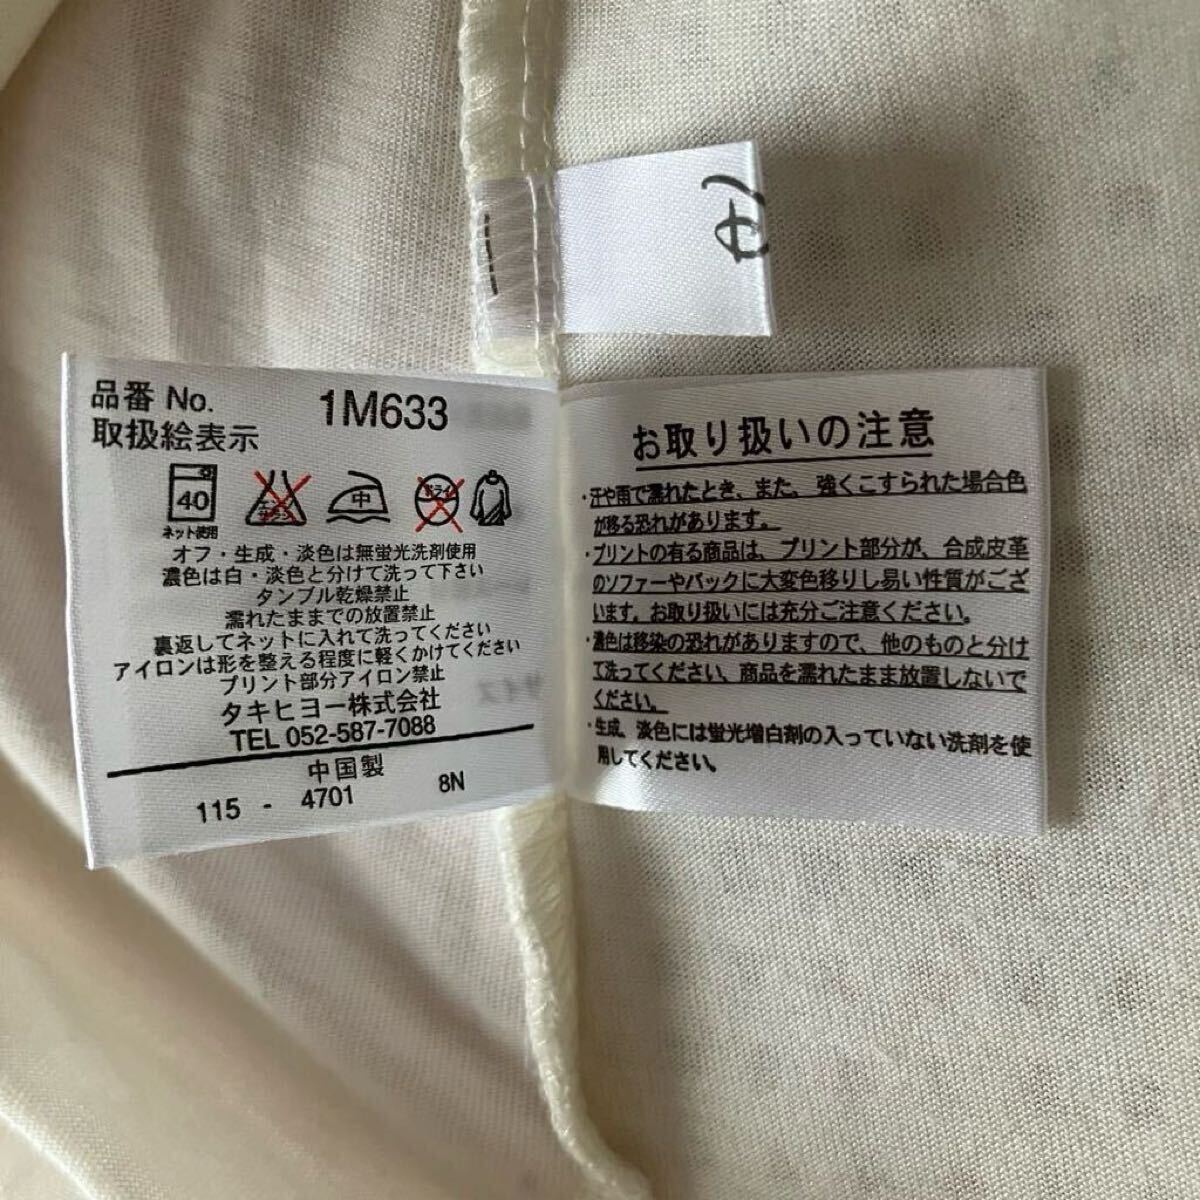 品番 No. 1M633
取扱絵表示
40 中 ドライ
ネット使用
オフ・生成・淡色は無蛍光洗剤使用
濃色は白・淡色と分けて洗って下さい
タンブル乾燥禁止
濡れたままでの放置禁止
裏返してネットに入れて洗ってください
アイロンは形を整える程度に軽くかけてください
プリント部分アイロン禁止
タキヒヨー株式会社
TEL 052-587-7088
中国製
115 - 4701 8N
お取り扱いの注意
・汗や雨で濡れたとき、また、強くこすられた場合色
が移る恐れがあります。
・プリントの有る商品は、プリント部分が、合成皮革
のソファーやバックに大変色移りし易い性質がござ
います。お取り扱いには充分ご注意ください。
・濃色は移染の恐れがありますので、他のものと分け
て洗ってください、商品を濡れたまま放置しないで
ください。
・生成、淡色には蛍光増白剤の入っていない洗剤を使
用してください。